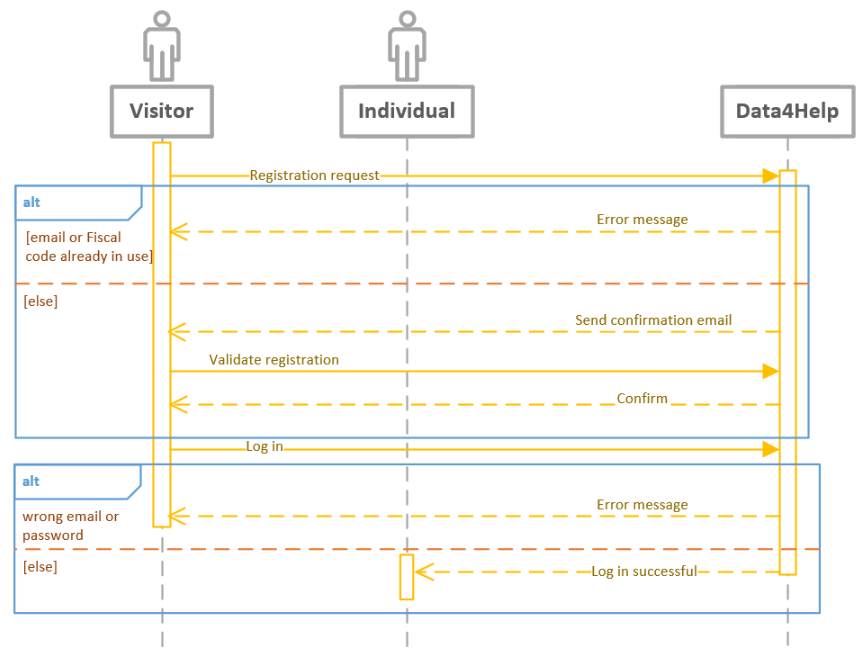 Visitor
Individual
Data4Help
Registration request
alt
Error message
[email or Fiscal
code already in use]
[else]
Send confirmation email
Validate registration
Confirm
Log in
alt
Error message
wrong email or
password
[else]
Log in successful